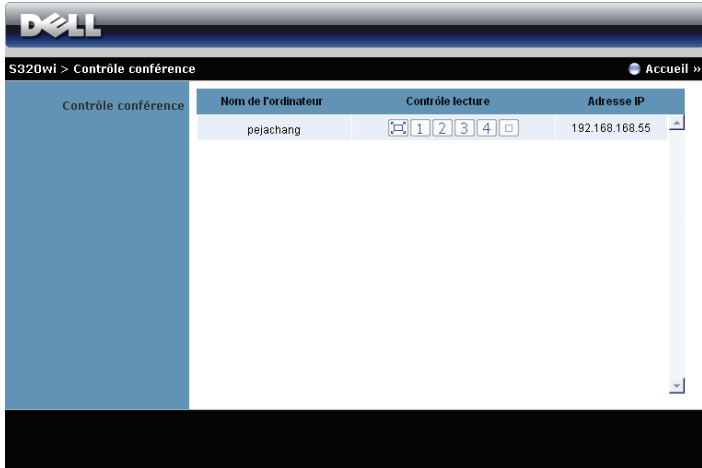 DELL
S320wi > Contrôle conférence
Accueil »
Contrôle conférence
Nom de l'ordinateur Contrôle lecture Adresse IP
pejachang 1 2 3 4 192.168.168.55